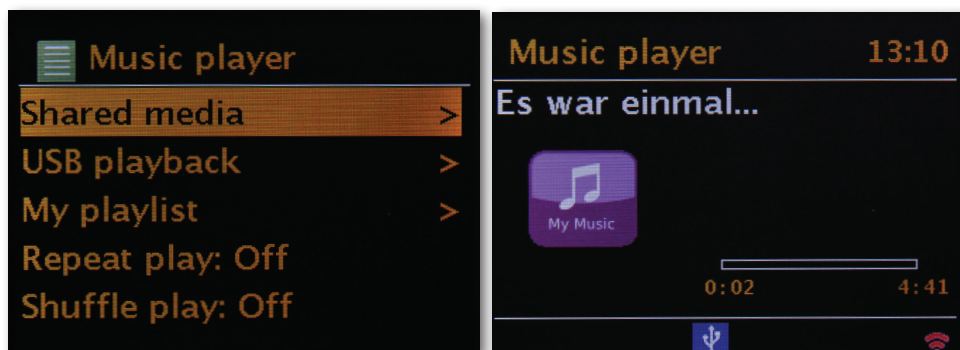 Music player
Shared media >
USB playback >
My playlist >
Repeat play: Off
Shuffle play: Off
Music player 13:10
Es war einmal...
My Music
0:02 4:41